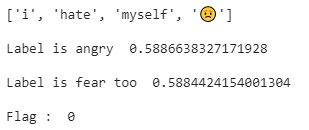 ['i', 'hate', 'myself', '😟']
Label is angry  0.5886638327171928
Label is fear too  0.5884424154001304
Flag :  0